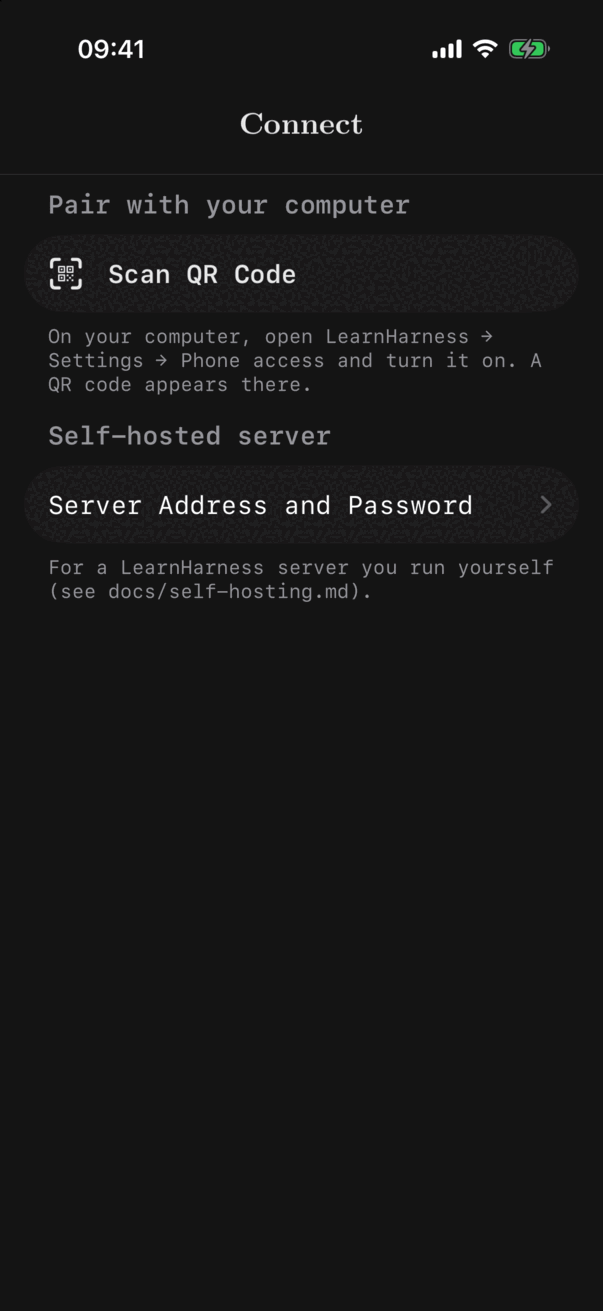 09:41
Connect
Pair with your computer
Scan QR Code
On your computer, open LearnHarness →
Settings → Phone access and turn it on. A
QR code appears there.
Self-hosted server
Server Address and Password
For a LearnHarness server you run yourself
(see docs/self-hosting.md).